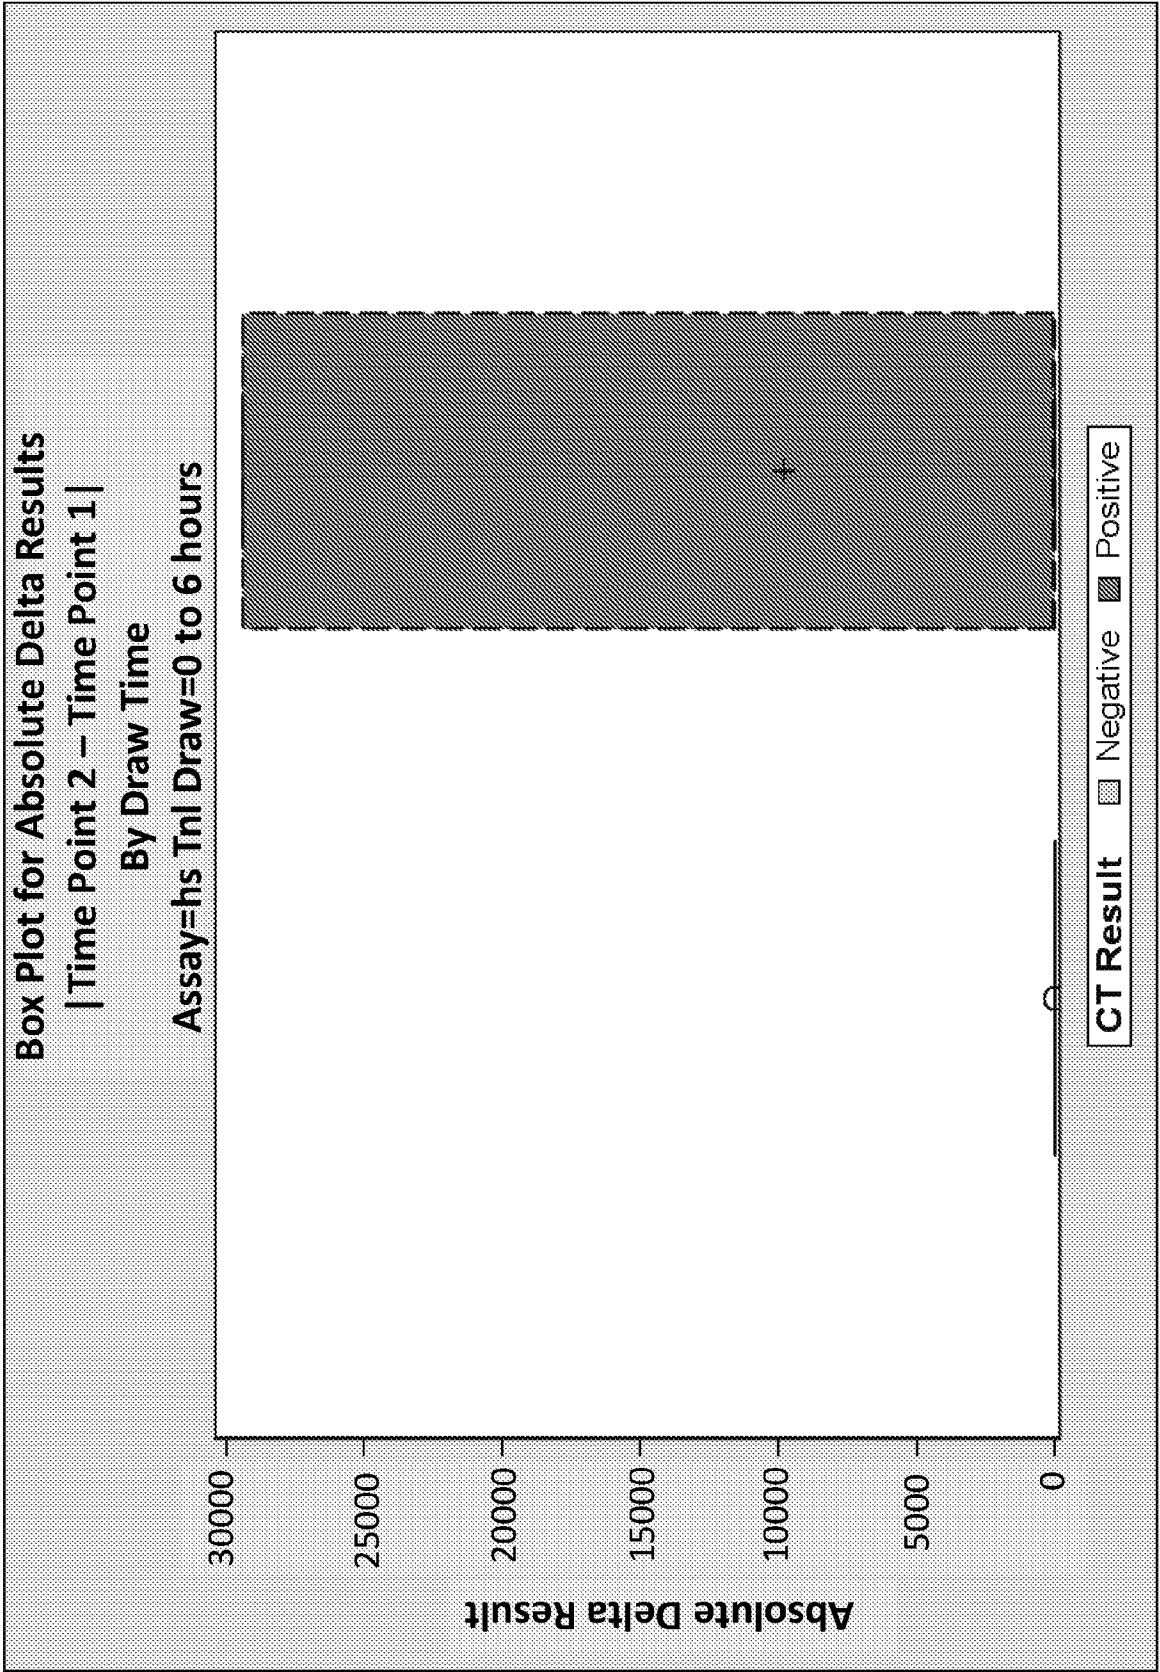 Box Plot for Absolute Delta Results
|Time Point 2 – Time Point 1|
By Draw Time
Assay=hs TnI Draw=0 to 6 hours
Absolute Delta Result
30000
25000
20000
15000
10000
5000
0
CT Result Negative Positive